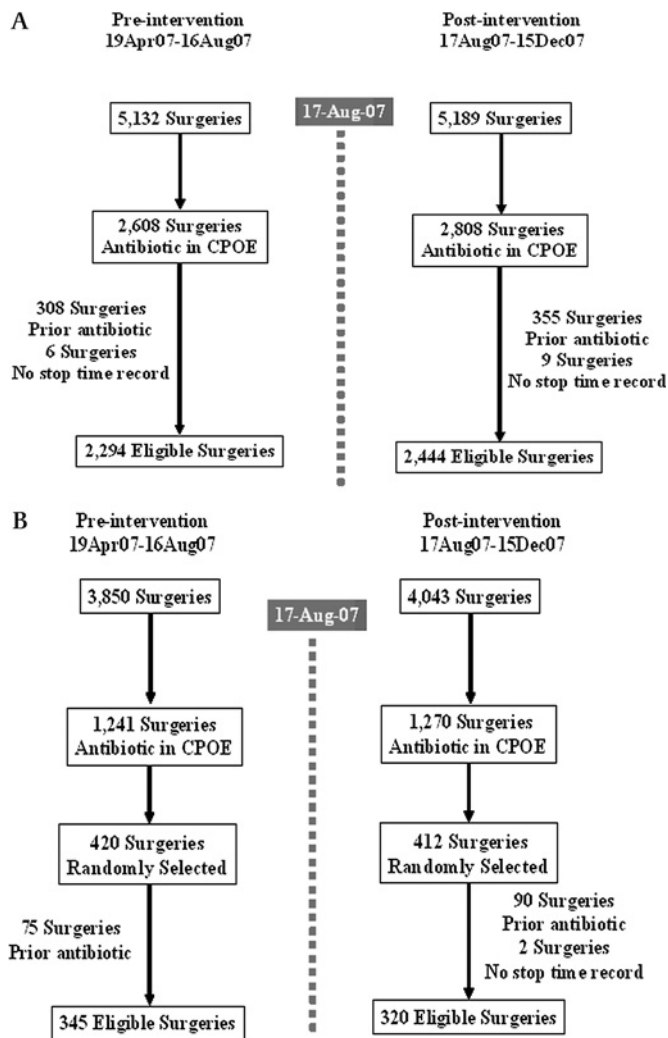 A
Pre-intervention
19Apr07-16Aug07
Post-intervention
17Aug07-15Dec07
5,132 Surgeries
17-Aug-07
5,189 Surgeries
2,608 Surgeries
Antibiotic in CPOE
2,808 Surgeries
Antibiotic in CPOE
308 Surgeries
Prior antibiotic
6 Surgeries
No stop time record
355 Surgeries
Prior antibiotic
9 Surgeries
No stop time record
2,294 Eligible Surgeries
2,444 Eligible Surgeries
B
Pre-intervention
19Apr07-16Aug07
Post-intervention
17Aug07-15Dec07
3,850 Surgeries
17-Aug-07
4,043 Surgeries
1,241 Surgeries
Antibiotic in CPOE
1,270 Surgeries
Antibiotic in CPOE
420 Surgeries
Randomly Selected
412 Surgeries
Randomly Selected
75 Surgeries
Prior antibiotic
90 Surgeries
Prior antibiotic
2 Surgeries
No stop time record
345 Eligible Surgeries
320 Eligible Surgeries